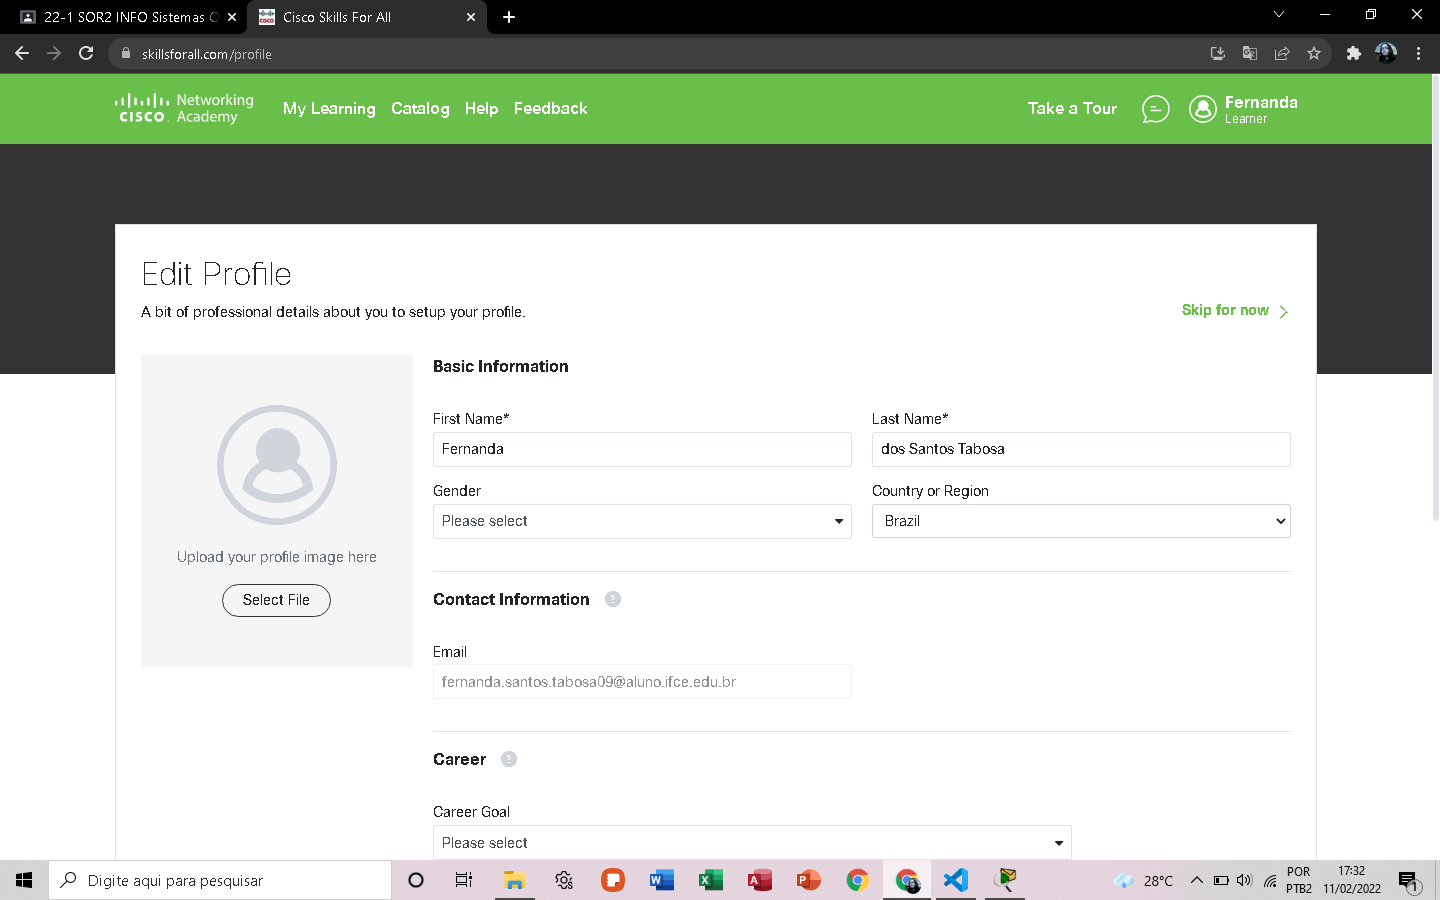 22-1 SOR2 INFO Sistemas O
Cisco Skills For All
skillsforall.com/profile
CISCO Networking Academy
My Learning
Catalog
Help
Feedback
Take a Tour
Fernanda
Learner
Edit Profile
A bit of professional details about you to setup your profile.
Skip for now
Upload your profile image here
Select File
Basic Information
First Name*
Last Name*
Fernanda
dos Santos Tabosa
Gender
Country or Region
Please select
Brazil
Contact Information ?
Email
fernanda.santos.tabosa09@aluno.ifce.edu.br
Career ?
Career Goal
Please select
Digite aqui para pesquisar
28°C
POR
PTB2
17:32
11/02/2022
1